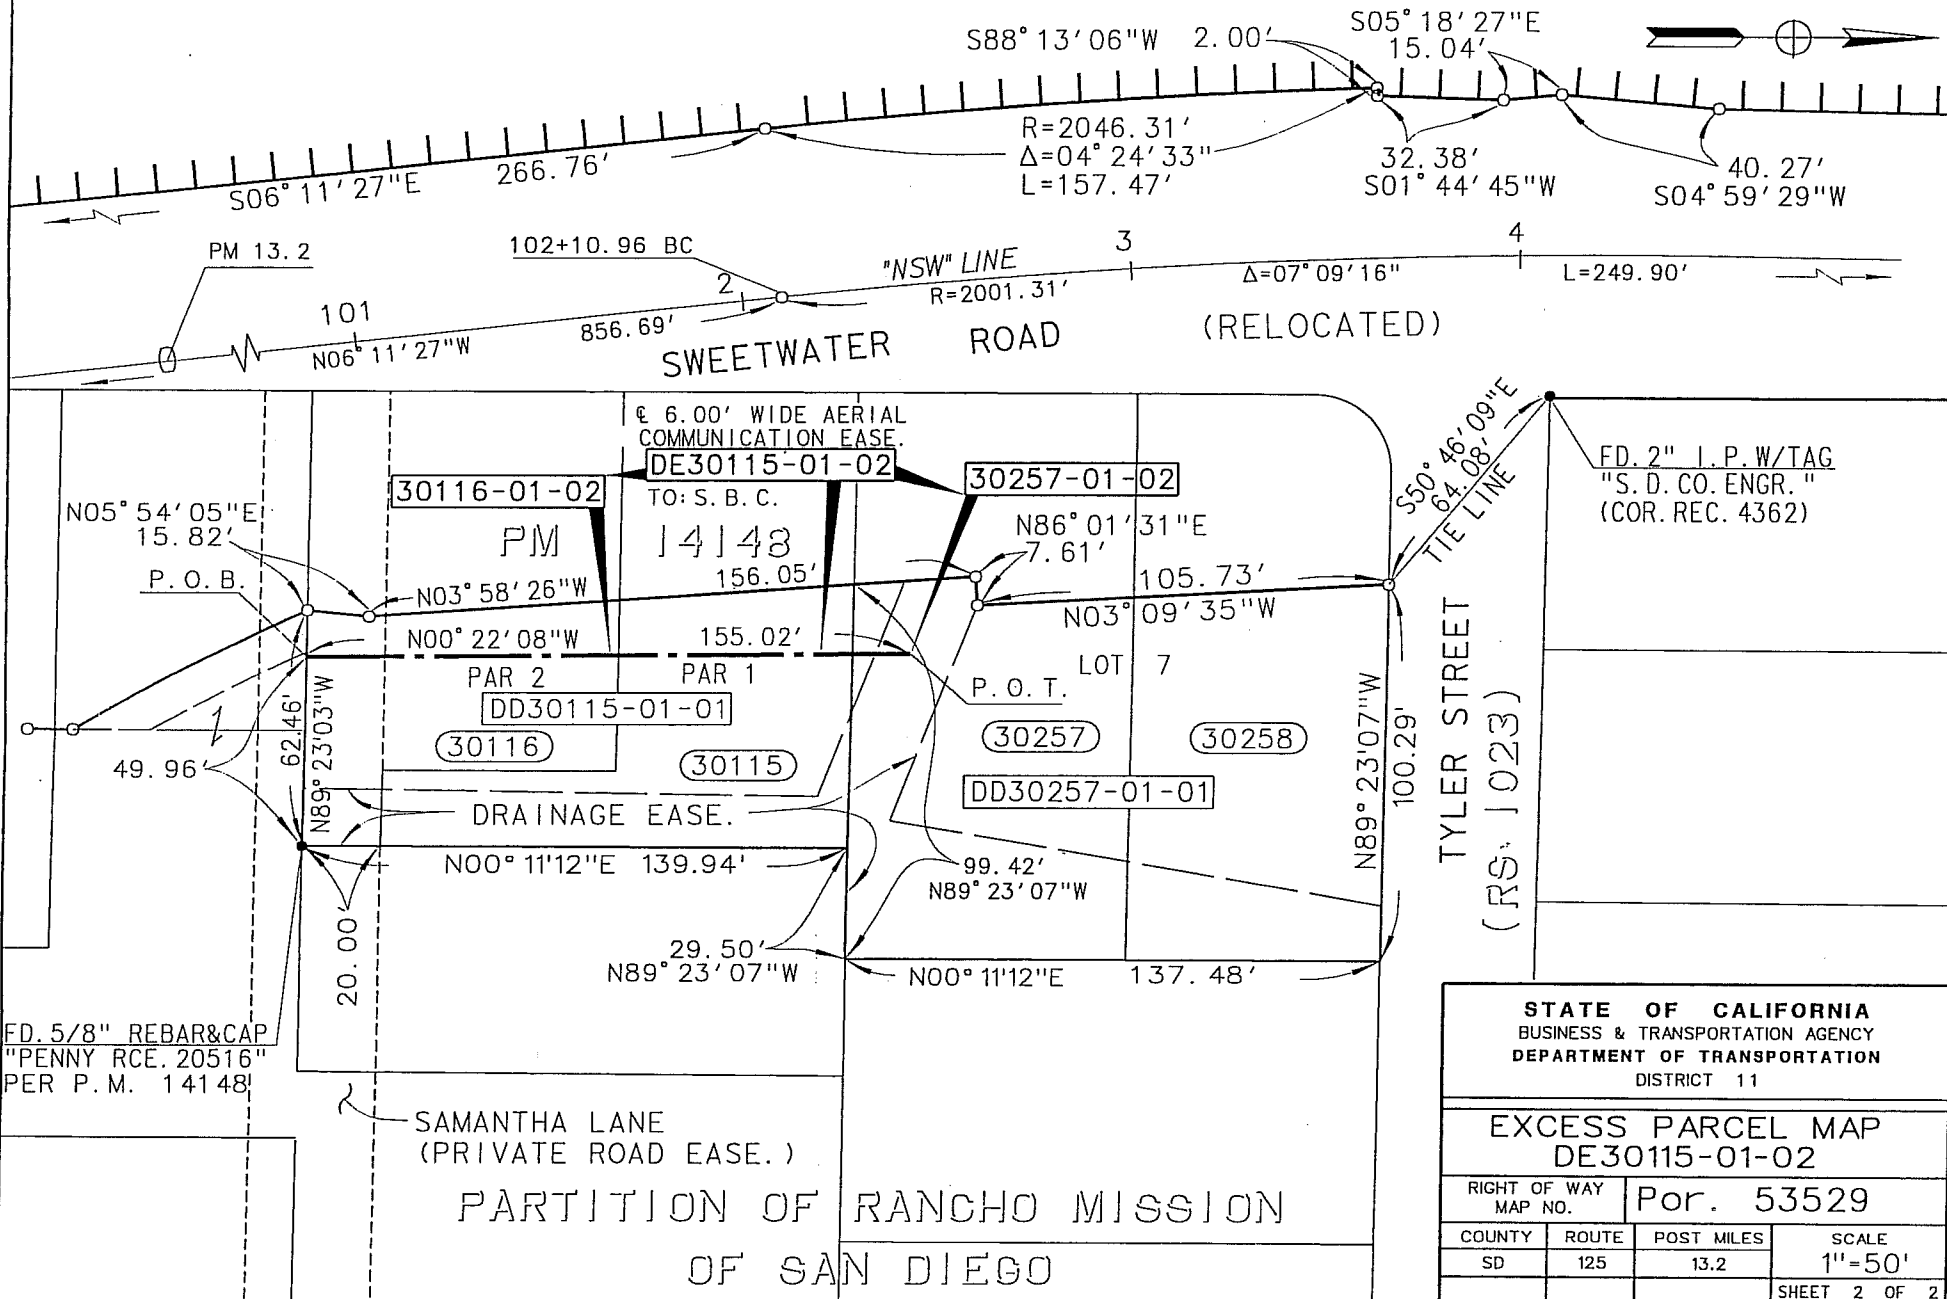 S88°13'06"W 2.00'
S05°18'27"E
15.04'
R=2046.31'
Δ=04°24'33"
L=157.47'
32.38'
S01°44'45"W
40.27'
S04°59'29"W
S06°11'27"E 266.76'
PM 13.2
102+10.96 BC
"NSW" LINE
R=2001.31'
3
4
Δ=07°09'16"
L=249.90'
101
2
N06°11'27"W
856.69'
SWEETWATER ROAD (RELOCATED)
℄ 6.00' WIDE AERIAL
COMMUNICATION EASE.
DE30115-01-02
TO: S.B.C.
30116-01-02
30257-01-02
PM 14148
N05°54'05"E
15.82'
P.O.B.
N03°58'26"W
156.05'
N86°01'31"E
7.61'
105.73'
N03°09'35"W
S50°46'09"E
64.08'
TIE LINE
FD. 2" I.P. W/TAG
"S.D. CO. ENGR."
(COR. REC. 4362)
N00°22'08"W
155.02'
PAR 2
PAR 1
DD30115-01-01
30116
30115
P.O.T.
LOT 7
30257
30258
DD30257-01-01
62.46'
N89°23'03"W
49.96'
DRAINAGE EASE.
N00°11'12"E 139.94'
99.42'
N89°23'07"W
N89°23'07"W
100.29'
TYLER STREET
(RS. 1023)
20.00'
29.50'
N89°23'07"W
N00°11'12"E 137.48'
FD. 5/8" REBAR&CAP
"PENNY RCE. 20516"
PER P.M. 14148
SAMANTHA LANE
(PRIVATE ROAD EASE.)
PARTITION OF RANCHO MISSION
OF SAN DIEGO
STATE OF CALIFORNIA
BUSINESS & TRANSPORTATION AGENCY
DEPARTMENT OF TRANSPORTATION
DISTRICT 11
EXCESS PARCEL MAP
DE30115-01-02
RIGHT OF WAY
MAP NO.
Por. 53529
COUNTY ROUTE POST MILES SCALE
SD 125 13.2 1"=50'
SHEET 2 OF 2